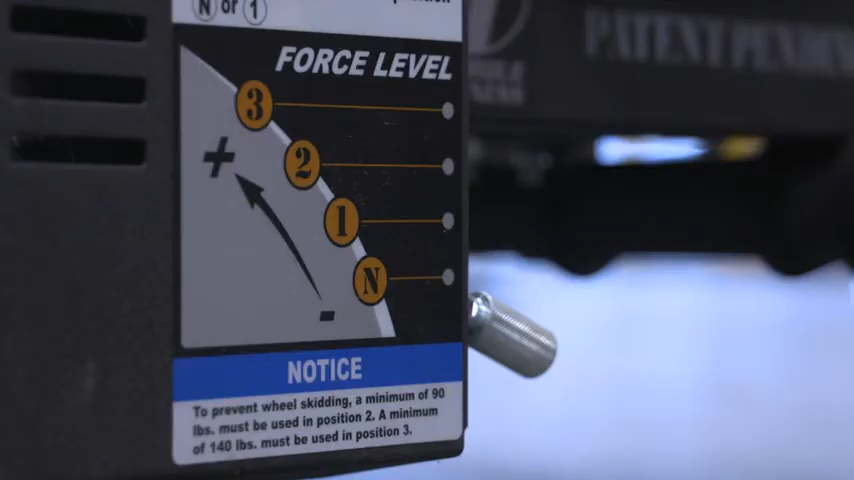 N or 1
FORCE LEVEL
3
+
2
1
N
-
NOTICE
To prevent wheel skidding, a minimum of 90
lbs. must be used in position 2. A minimum
of 140 lbs. must be used in position 3.
PATENT PENDING